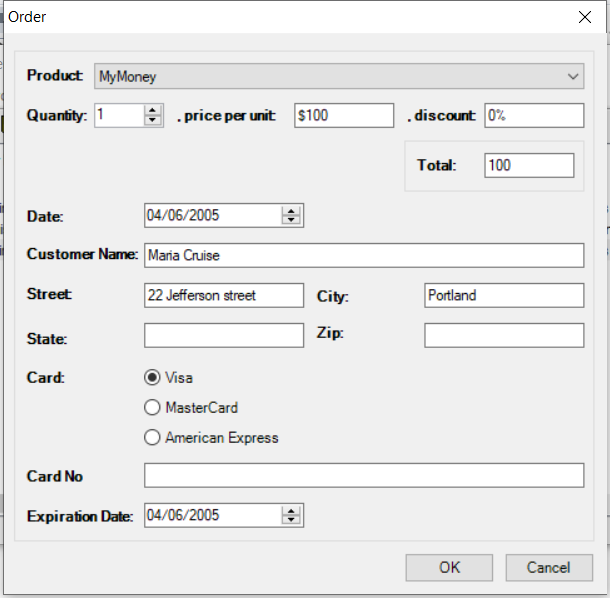 Order
Product: MyMoney
Quantity: 1 , price per unit: $100 , discount: 0%
Total: 100
Date: 04/06/2005
Customer Name: Maria Cruise
Street: 22 Jefferson street City: Portland
State: Zip:
Card: Visa
MasterCard
American Express
Card No
Expiration Date: 04/06/2005
OK Cancel